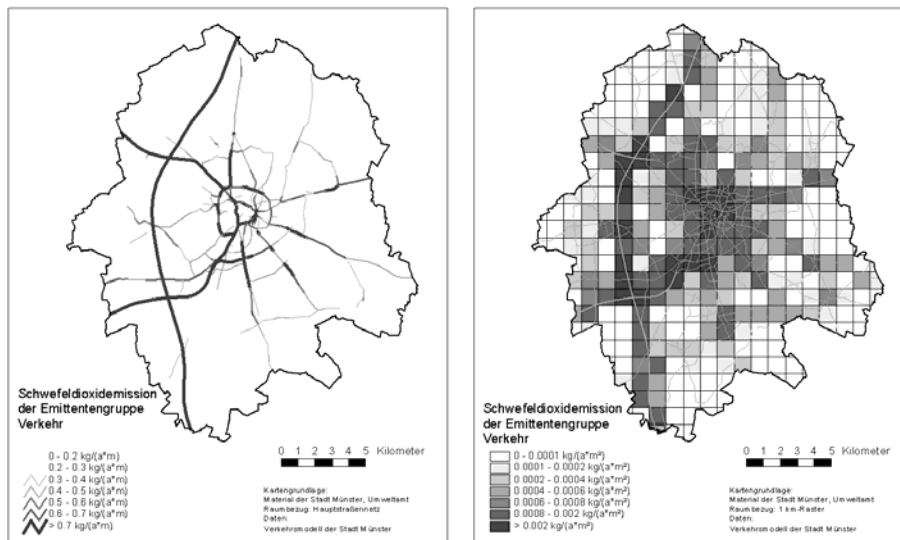 Schwefeldioxidemission
der Emittentengruppe
Verkehr
0 - 0.2 kg/(a*m)
0.2 - 0.3 kg/(a*m)
0.3 - 0.4 kg/(a*m)
0.4 - 0.5 kg/(a*m)
0.5 - 0.6 kg/(a*m)
0.6 - 0.7 kg/(a*m)
> 0.7 kg/(a*m)
0 1 2 3 4 5 Kilometer
Kartengrundlage:
Material der Stadt Münster, Umweltamt
Raumbezug: Hauptstraßennetz
Daten:
Verkehrsmodell der Stadt Münster
Schwefeldioxidemission
der Emittentengruppe
Verkehr
0 - 0.0001 kg/(a*m²)
0.0001 - 0.0002 kg/(a*m²)
0.0002 - 0.0004 kg/(a*m²)
0.0004 - 0.0006 kg/(a*m²)
0.0006 - 0.0008 kg/(a*m²)
0.0008 - 0.002 kg/(a*m²)
> 0.002 kg/(a*m²)
0 1 2 3 4 5 Kilometer
Kartengrundlage:
Material der Stadt Münster, Umweltamt
Raumbezug: 1 km-Raster
Daten:
Verkehrsmodell der Stadt Münster